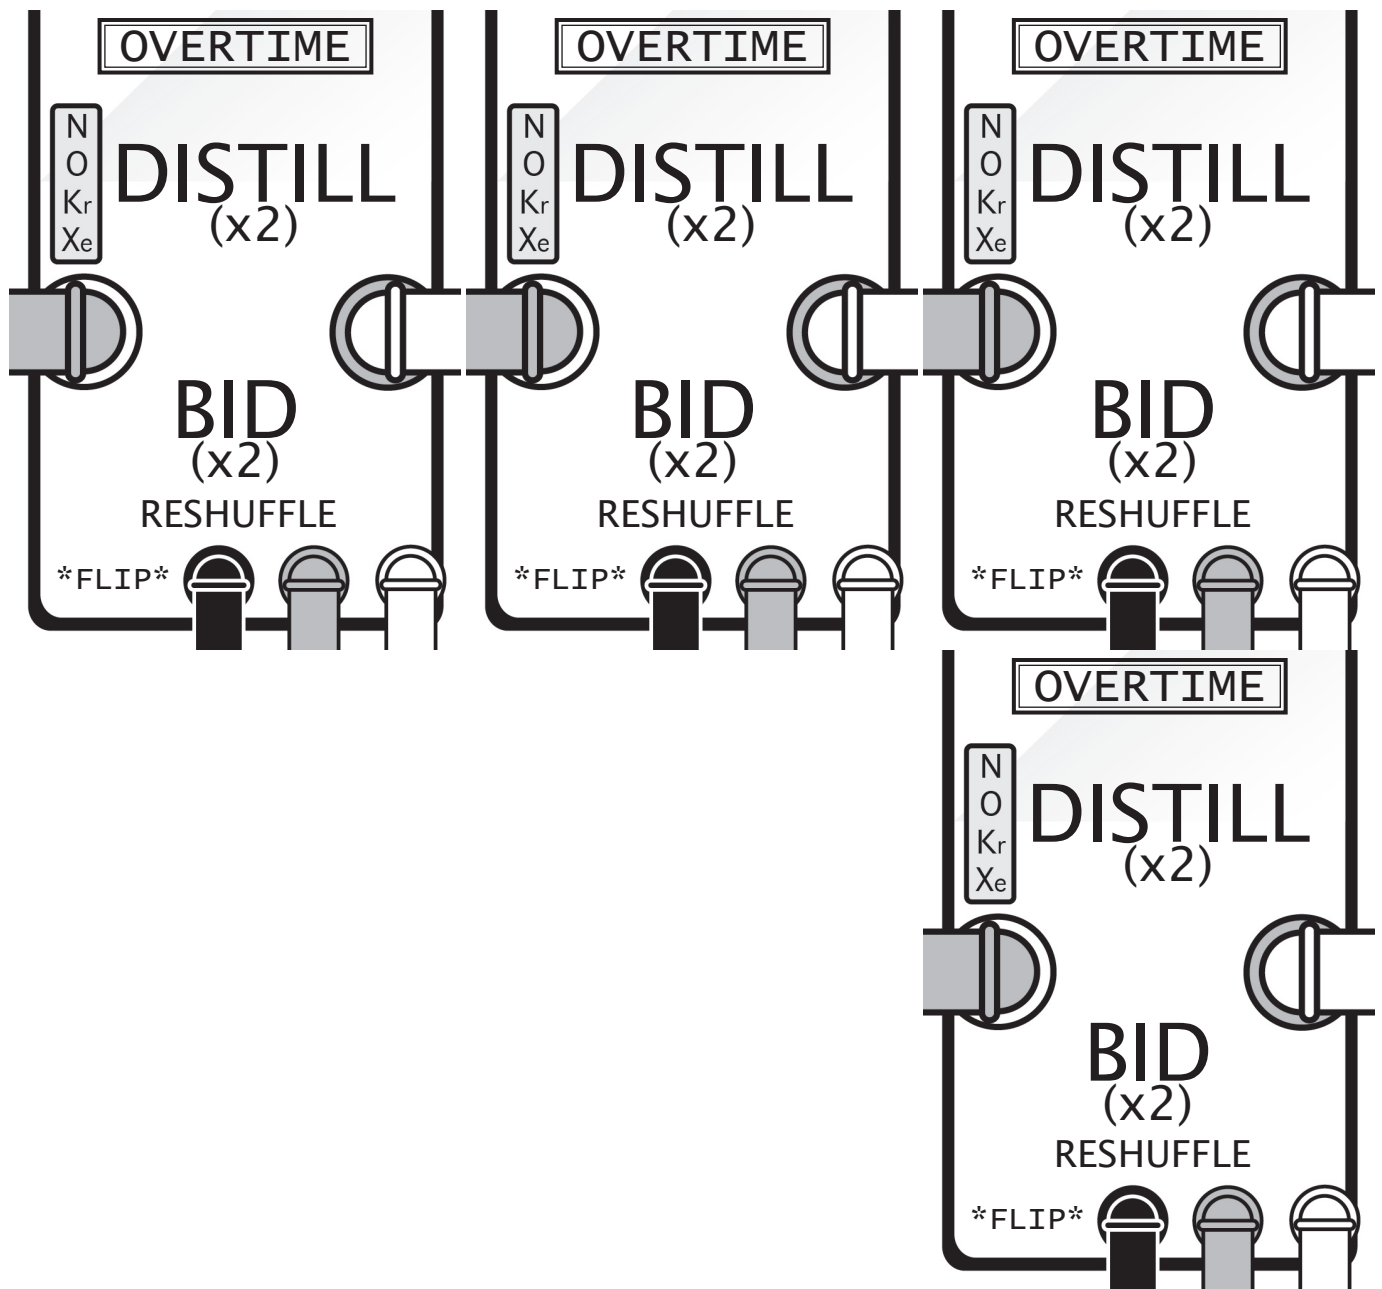 OVERTIME
N
O
Kr
Xe
DISTILL
(x2)
BID
(x2)
RESHUFFLE
*FLIP*
OVERTIME
N
O
Kr
Xe
DISTILL
(x2)
BID
(x2)
RESHUFFLE
*FLIP*
OVERTIME
N
O
Kr
Xe
DISTILL
(x2)
BID
(x2)
RESHUFFLE
*FLIP*
OVERTIME
N
O
Kr
Xe
DISTILL
(x2)
BID
(x2)
RESHUFFLE
*FLIP*